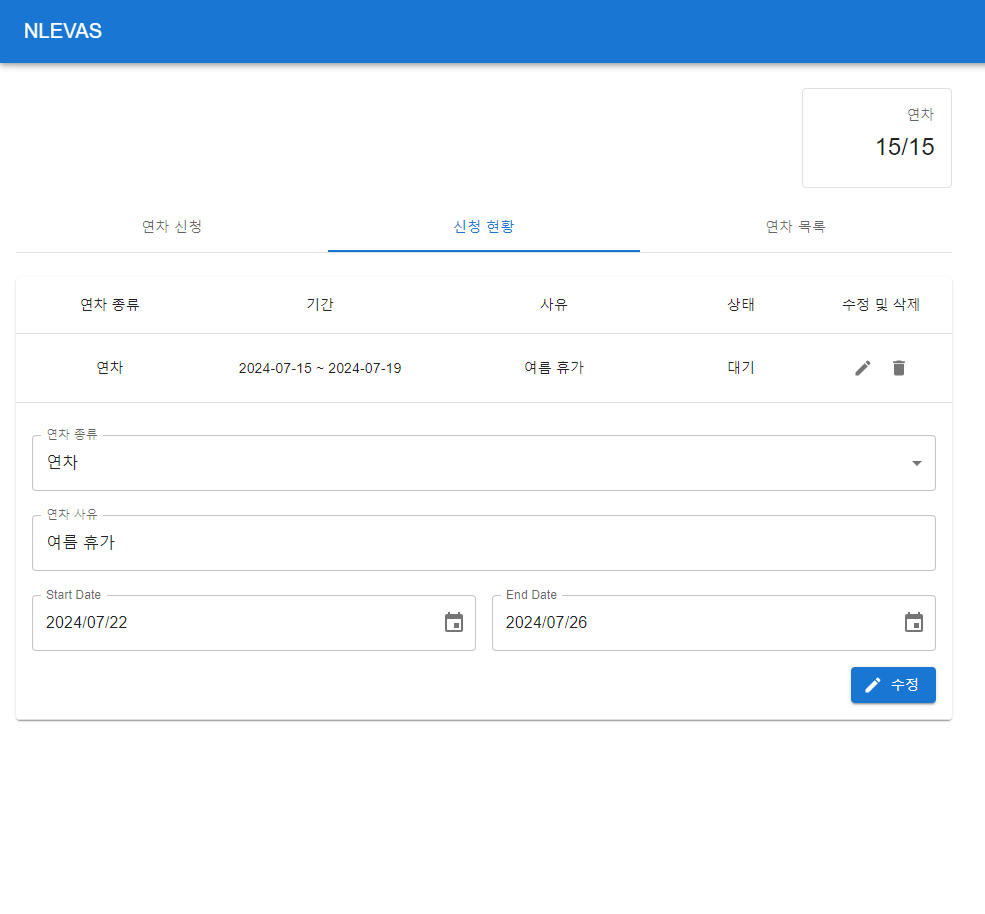 NLEVAS
연차
15/15
연차 신청 신청 현황 연차 목록
연차 종류 기간 사유 상태 수정 및 삭제
연차 2024-07-15 ~ 2024-07-19 여름 휴가 대기
연차 종류
연차
연차 사유
여름 휴가
Start Date End Date
2024/07/22 2024/07/26
수정